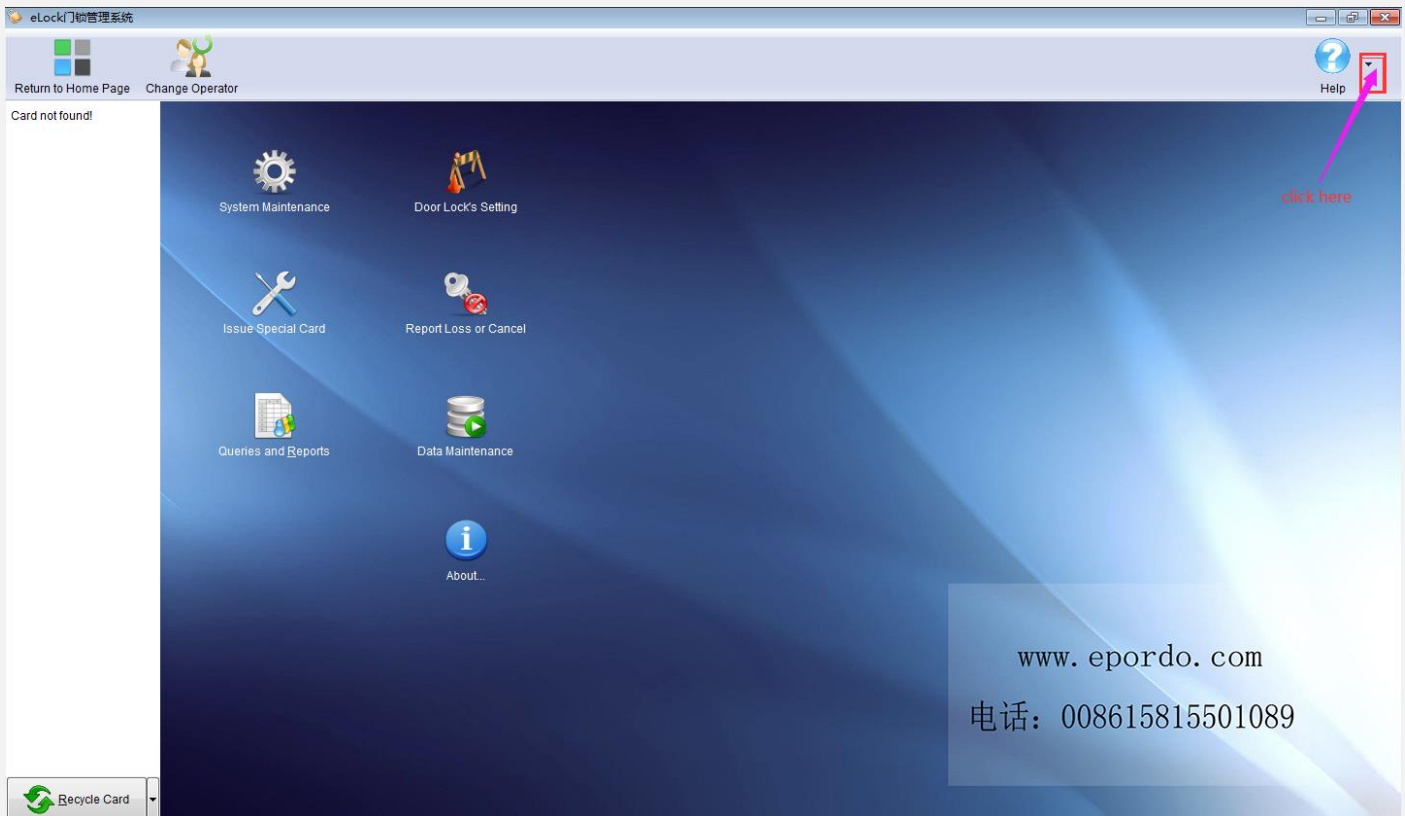 eLock门锁管理系统
Return to Home Page
Change Operator
Help
Card not found!
click here
System Maintenance
Door Lock's Setting
Issue Special Card
Report Loss or Cancel
Queries and Reports
Data Maintenance
About...
www.epordo.com
电话：008615815501089
Recycle Card